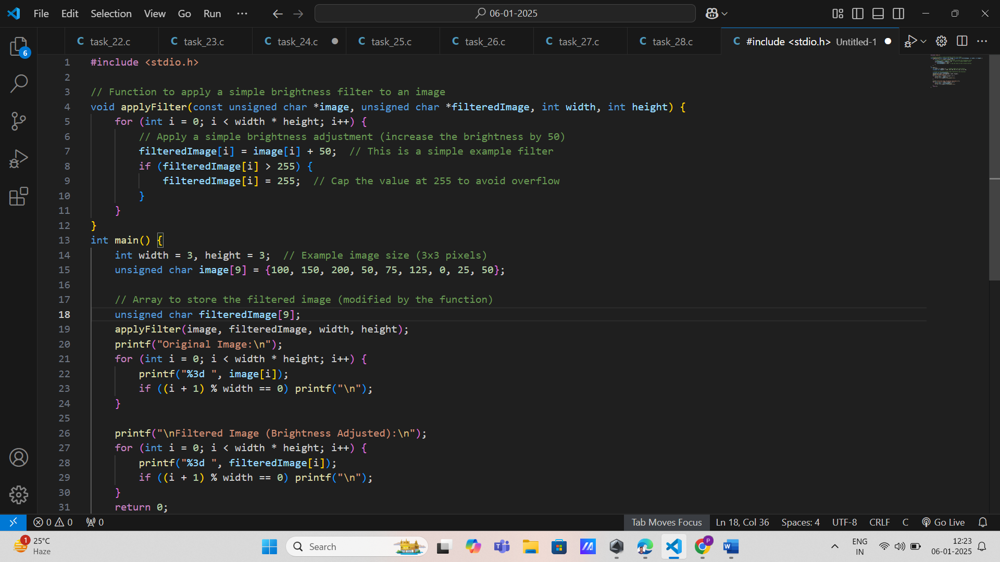 File Edit Selection View Go Run ··· 06-01-2025
C task_22.c C task_23.c C task_24.c C task_25.c C task_26.c C task_27.c C task_28.c C #include <stdio.h> Untitled-1
6
1 #include <stdio.h>
2
3 // Function to apply a simple brightness filter to an image
4 void applyFilter(const unsigned char *image, unsigned char *filteredImage, int width, int height) {
5     for (int i = 0; i < width * height; i++) {
6         // Apply a simple brightness adjustment (increase the brightness by 50)
7         filteredImage[i] = image[i] + 50;  // This is a simple example filter
8         if (filteredImage[i] > 255) {
9             filteredImage[i] = 255;  // Cap the value at 255 to avoid overflow
10         }
11     }
12 }
13 int main() {
14     int width = 3, height = 3;  // Example image size (3x3 pixels)
15     unsigned char image[9] = {100, 150, 200, 50, 75, 125, 0, 25, 50};
16
17     // Array to store the filtered image (modified by the function)
18     unsigned char filteredImage[9];
19     applyFilter(image, filteredImage, width, height);
20     printf("Original Image:\n");
21     for (int i = 0; i < width * height; i++) {
22         printf("%3d ", image[i]);
23         if ((i + 1) % width == 0) printf("\n");
24     }
25
26     printf("\nFiltered Image (Brightness Adjusted):\n");
27     for (int i = 0; i < width * height; i++) {
28         printf("%3d ", filteredImage[i]);
29         if ((i + 1) % width == 0) printf("\n");
30     }
31     return 0;
0 0 0 Tab Moves Focus Ln 18, Col 36 Spaces: 4 UTF-8 CRLF C Go Live
1 25°C Search P ENG 12:23
Haze IN 06-01-2025